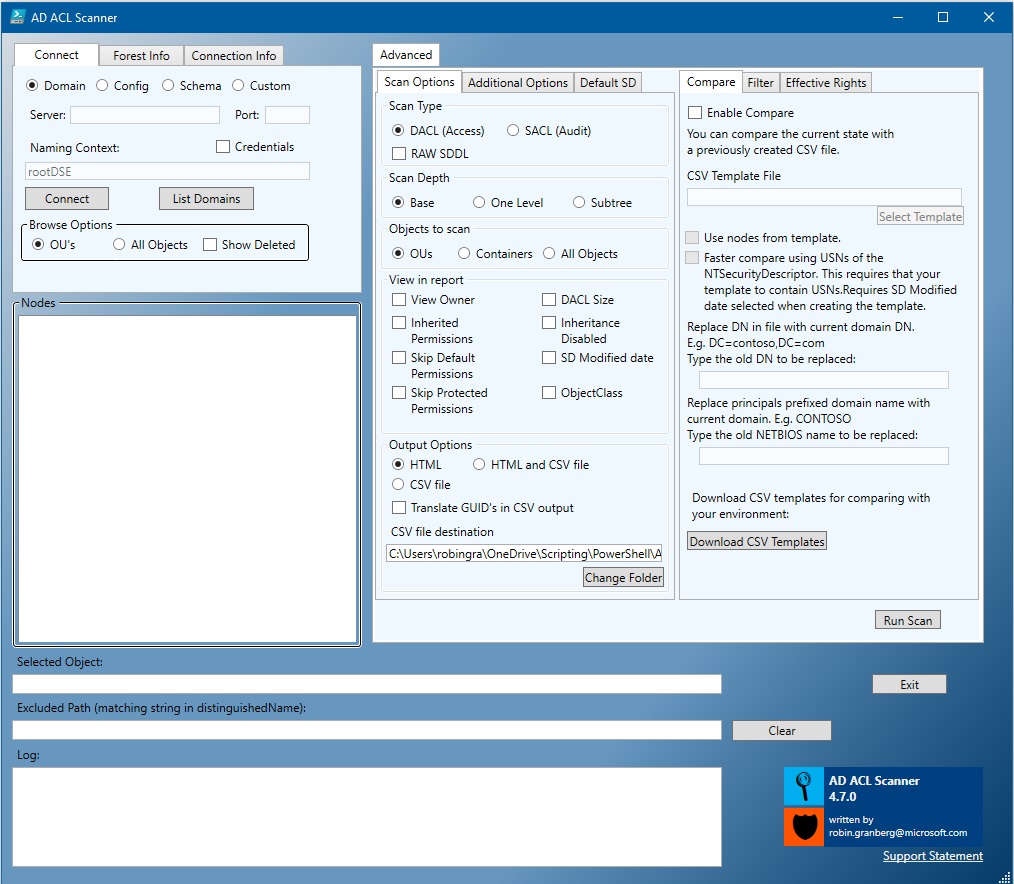 AD ACL Scanner
Connect Forest Info Connection Info
Domain Config Schema Custom
Server: Port:
Naming Context: Credentials
rootDSE
Connect List Domains
Browse Options
OU's All Objects Show Deleted
Nodes
Advanced
Scan Options Additional Options Default SD
Scan Type
DACL (Access) SACL (Audit)
RAW SDDL
Scan Depth
Base One Level Subtree
Objects to scan
OUs Containers All Objects
View in report
View Owner DACL Size
Inherited
Permissions
Inheritance
Disabled
Skip Default
Permissions
SD Modified date
Skip Protected
Permissions
ObjectClass
Output Options
HTML HTML and CSV file
CSV file
Translate GUID's in CSV output
CSV file destination
C:\Users\robingra\OneDrive\Scripting\PowerShell\A
Change Folder
Compare Filter Effective Rights
Enable Compare
You can compare the current state with
a previously created CSV file.
CSV Template File
Select Template
Use nodes from template.
Faster compare using USNs of the
NTSecurityDescriptor. This requires that your
template to contain USNs.Requires SD Modified
date selected when creating the template.
Replace DN in file with current domain DN.
E.g. DC=contoso,DC=com
Type the old DN to be replaced:
Replace principals prefixed domain name with
current domain. E.g. CONTOSO
Type the old NETBIOS name to be replaced:
Download CSV templates for comparing with
your environment:
Download CSV Templates
Run Scan
Selected Object:
Exit
Excluded Path (matching string in distinguishedName):
Clear
Log:
AD ACL Scanner
4.7.0
written by
robin.granberg@microsoft.com
Support Statement